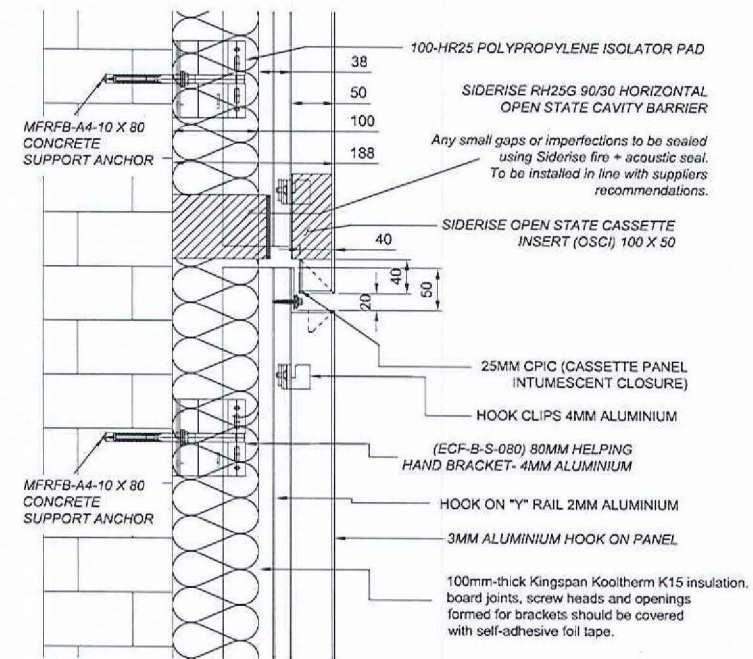 100-HR25 POLYPROPYLENE ISOLATOR PAD
38
SIDERISE RH25G 90/30 HORIZONTAL
OPEN STATE CAVITY BARRIER
50
MFRFB-A4-10 X 80
CONCRETE
SUPPORT ANCHOR
100
Any small gaps or imperfections to be sealed
using Siderise fire + acoustic seal.
To be installed in line with suppliers
recommendations.
188
SIDERISE OPEN STATE CASSETTE
INSERT (OSCI) 100 X 50
40
40
20
50
25MM CPIC (CASSETTE PANEL
INTUMESCENT CLOSURE)
HOOK CLIPS 4MM ALUMINIUM
(ECF-B-S-080) 80MM HELPING
HAND BRACKET- 4MM ALUMINIUM
MFRFB-A4-10 X 80
CONCRETE
SUPPORT ANCHOR
HOOK ON "Y" RAIL 2MM ALUMINIUM
3MM ALUMINIUM HOOK ON PANEL
100mm-thick Kingspan Kooltherm K15 insulation.
board joints, screw heads and openings
formed for brackets should be covered
with self-adhesive foil tape.